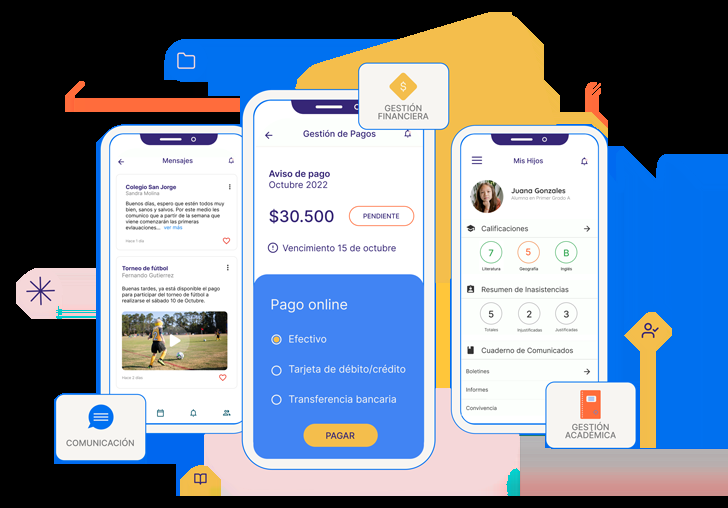 $
GESTIÓN
FINANCIERA
Mensajes
Colegio San Jorge
Sandra Molina
Buenos días, espero que estén todos muy
bien, sanos y salvos. Por este medio les
comunico que a partir de la semana que
viene comenzarán las primeras
evlauaciones... ver más
Hace 1 día
Torneo de fútbol
Fernando Gutierrez
Buenas tardes, ya está disponible el pago
para participar del torneo de fútbol a
realizarse el sábado 10 de Octubre.
Hace 2 días
COMUNICACIÓN
Gestión de Pagos
Aviso de pago
Octubre 2022
$30.500 PENDIENTE
Vencimiento 15 de octubre
Pago online
Efectivo
Tarjeta de débito/crédito
Transferencia bancaria
PAGAR
Mis Hijos
Juana Gonzales
Alumna en Primer Grado A
Calificaciones
7 5 B
Literatura Geografía Inglés
Resumen de Inasistencias
5 2 3
Totales Injustificadas Justificadas
Cuaderno de Comunicados
Boletines
Informes
Convivencia
GESTIÓN
ACADÉMICA